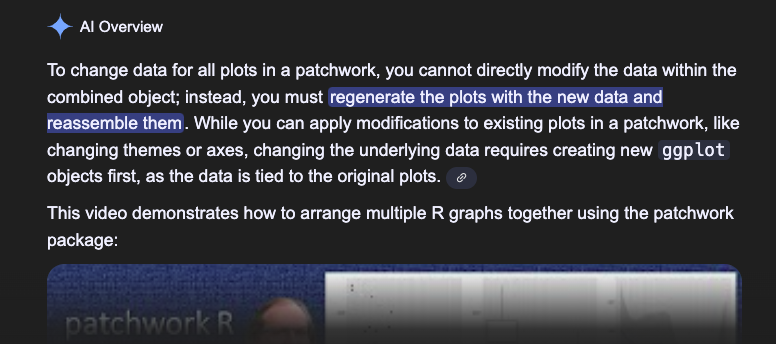 AI Overview
To change data for all plots in a patchwork, you cannot directly modify the data within the
combined object; instead, you must regenerate the plots with the new data and
reassemble them. While you can apply modifications to existing plots in a patchwork, like
changing themes or axes, changing the underlying data requires creating new ggplot
objects first, as the data is tied to the original plots.
This video demonstrates how to arrange multiple R graphs together using the patchwork
package:
patchwork R